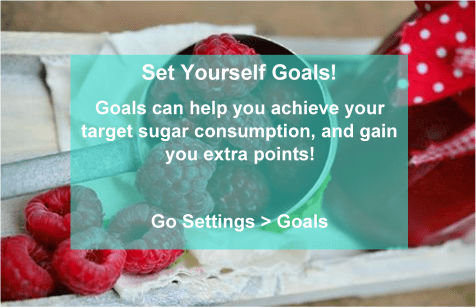 Set Yourself Goals!
Goals can help you achieve your
target sugar consumption, and gain
you extra points!
Go Settings > Goals